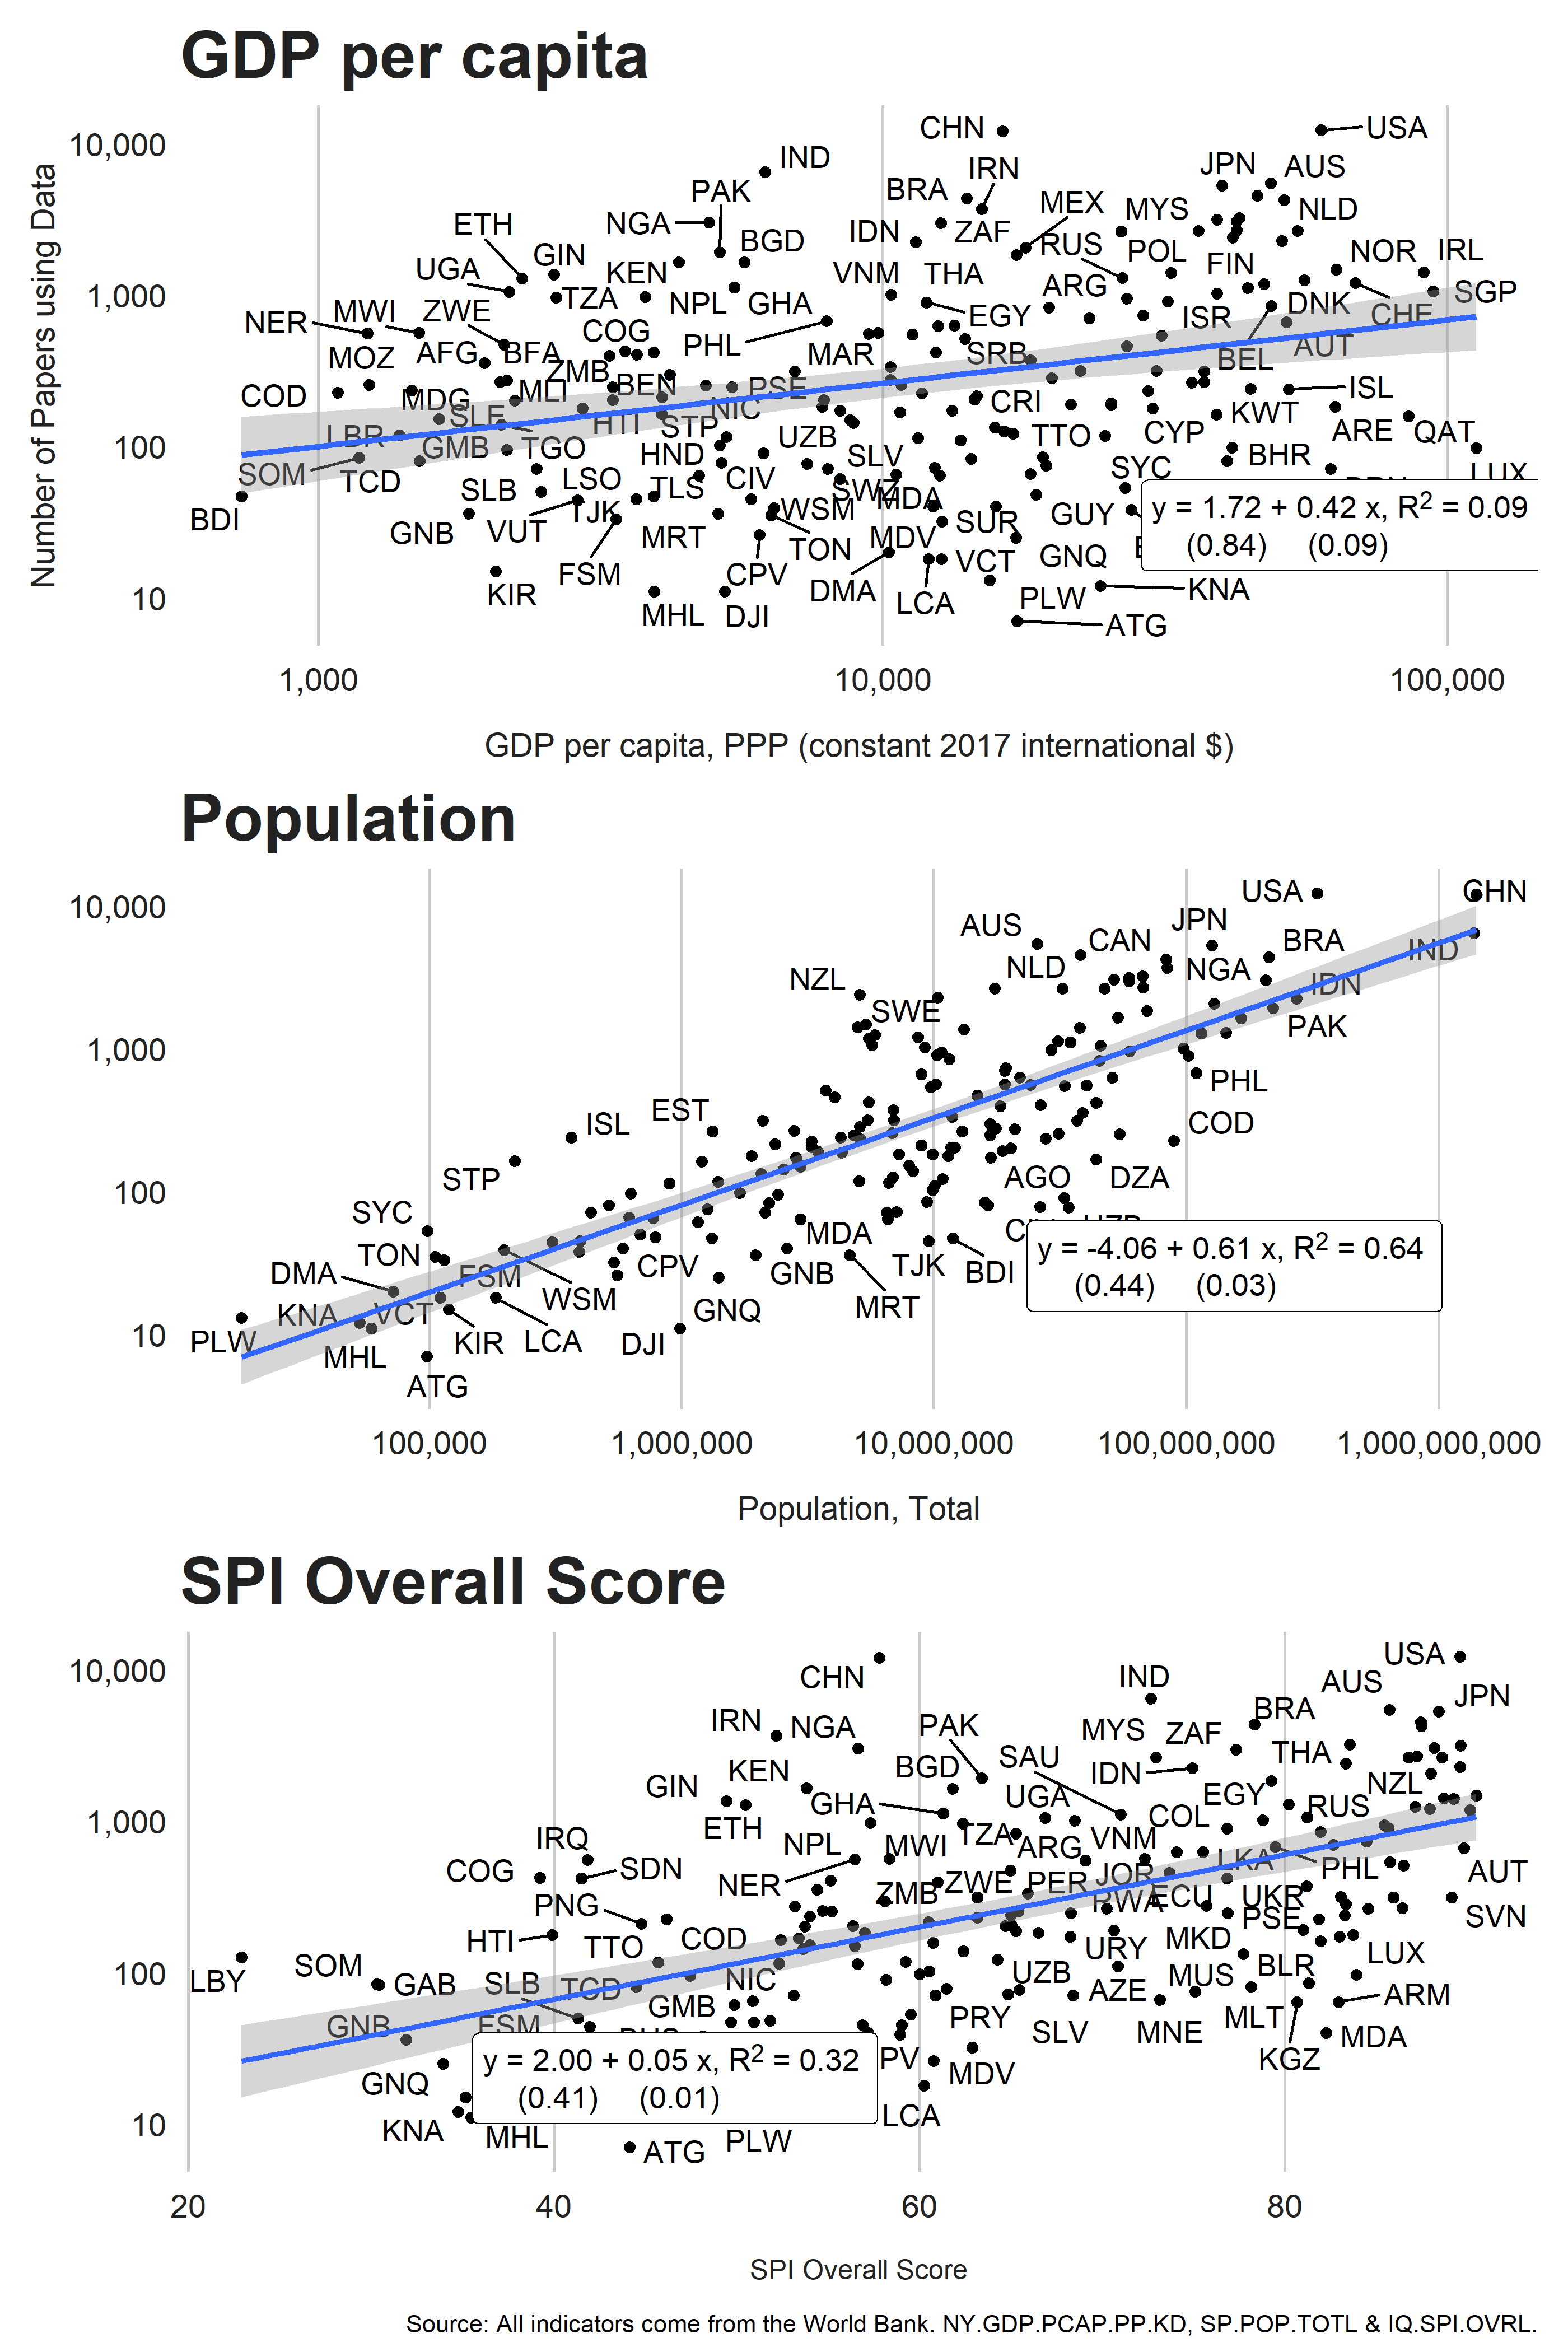 GDP per capita
10,000
1,000
100
10
Number of Papers using Data
CHN
USA
IND
IRN
JPN
AUS
PAK
BRA
MEX
MYS
NLD
ETH
NGA
BGD
IDN
ZAF
RUS
POL
NOR
IRL
GIN
UGA
KEN
VNM
THA
FIN
TZA
NPL
GHA
ARG
DNK
SGP
NER
MWI
ZWE
COG
EGY
ISR
CHE
MOZ
AFG
BFA
PHL
MAR
SRB
BEL
AUT
COD
MDG
MLI
ZMB
BEN
PSE
CRI
ISL
LBR
SLE
HTI
STP
NIC
KWT
SOM
GMB
TGO
UZB
TTO
CYP
ARE
QAT
TCD
HND
SLV
BHR
BDI
SLB
LSO
TLS
CIV
SWZ
MDA
SYC
LUX
GNB
VUT
TJK
MRT
WSM
SUR
GUY
TON
MDV
GNQ
KIR
FSM
CPV
DMA
VCT
LCA
PLW
KNA
MHL
DJI
ATG
y = 1.72 + 0.42 x, R2 = 0.09
(0.84) (0.09)
1,000 10,000 100,000
GDP per capita, PPP (constant 2017 international $)
Population
10,000
1,000
100
10
USA
CHN
AUS
JPN
CAN
BRA
NZL
NLD
NGA
IND
SWE
IDN
PAK
PHL
ISL
EST
COD
STP
AGO
DZA
SYC
TON
MDA
DMA
FSM
CPV
GNB
TJK
BDI
KNA
VCT
WSM
MRT
PLW
GNQ
MHL
KIR
LCA
DJI
ATG
y = -4.06 + 0.61 x, R2 = 0.64
(0.44) (0.03)
100,000 1,000,000 10,000,000 100,000,000 1,000,000,000
Population, Total
SPI Overall Score
10,000
1,000
100
10
CHN
IND
USA
AUS
JPN
IRN
NGA
PAK
MYS
ZAF
BRA
GIN
KEN
BGD
SAU
IDN
THA
ETH
GHA
UGA
COL
EGY
NZL
RUS
IRQ
NPL
MWI
TZA
ARG
VNM
COG
SDN
NER
ZMB
ZWE
PER
JOR
LKA
PHL
AUT
PNG
RWA
ECU
UKR
PSE
SVN
HTI
TTO
COD
URY
MKD
LBY
SOM
GAB
SLB
TCD
NIC
UZB
AZE
MUS
BLR
LUX
GNB
FSM
GMB
PRY
SLV
MNE
MLT
ARM
MDA
GNQ
MDV
KGZ
KNA
MHL
ATG
PLW
LCA
y = 2.00 + 0.05 x, R2 = 0.32
(0.41) (0.01)
20 40 60 80
SPI Overall Score
Source: All indicators come from the World Bank. NY.GDP.PCAP.PP.KD, SP.POP.TOTL & IQ.SPI.OVRL.